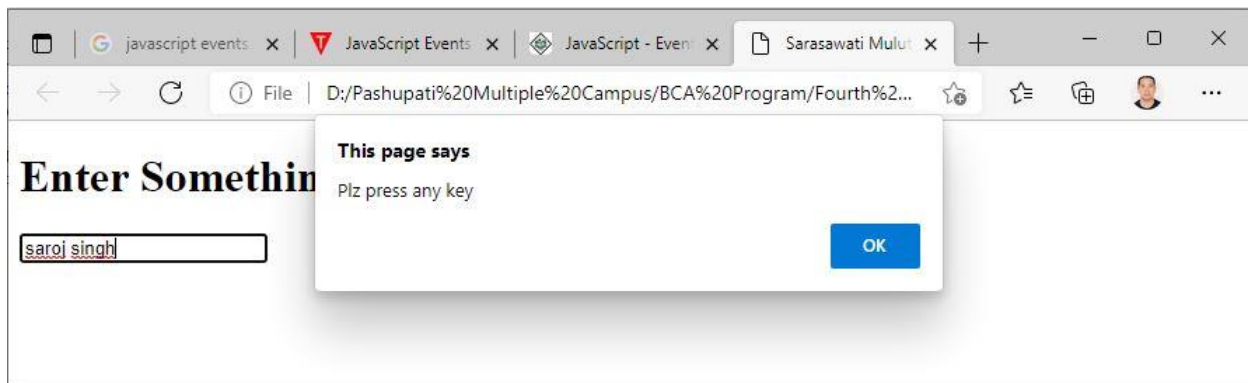 javascript events
JavaScript Events
JavaScript - Even
Sarasawati Mulut
File
D:/Pashupati%20Multiple%20Campus/BCA%20Program/Fourth%2...
This page says
Enter Somethin
Plz press any key
OK
saroj singh